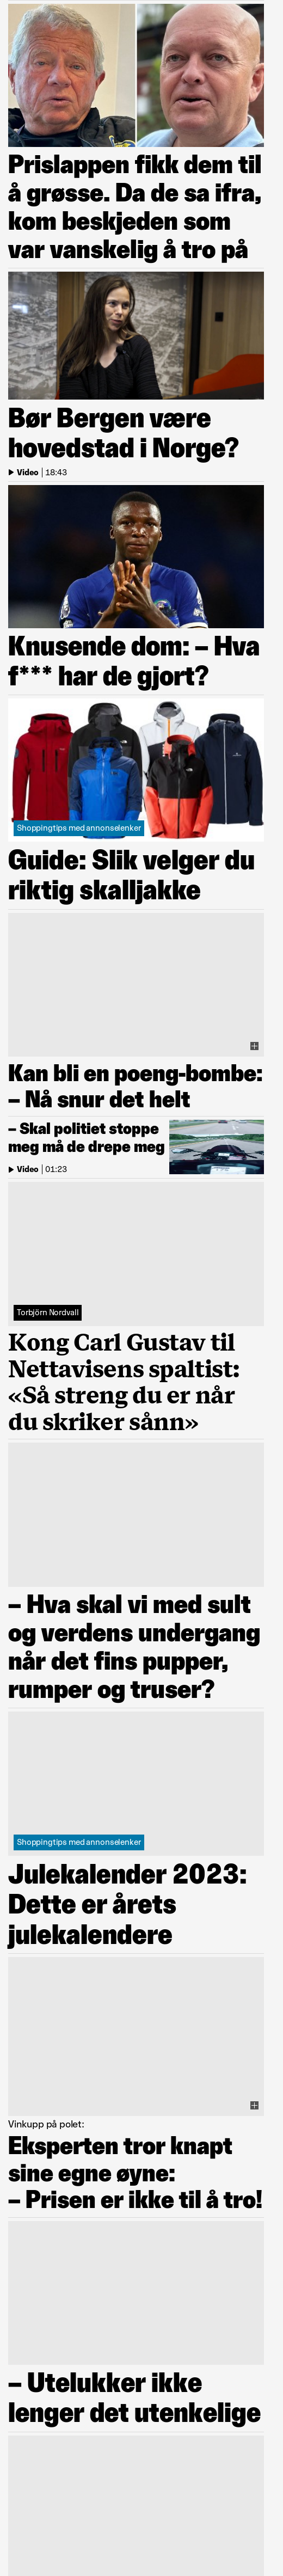 Prislappen fikk dem til
å grøsse. Da de sa ifra,
kom beskjeden som
var vanskelig å tro på
Bør Bergen være
hovedstad i Norge?
Video | 18:43
Knusende dom: – Hva
f*** har de gjort?
Shoppingtips med annonselenker
Guide: Slik velger du
riktig skalljakke
Kan bli en poeng-bombe:
– Nå snur det helt
– Skal politiet stoppe
meg må de drepe meg
Video | 01:23
Torbjörn Nordvall
Kong Carl Gustav til
Nettavisens spaltist:
«Så streng du er når
du skriker sånn»
– Hva skal vi med sult
og verdens undergang
når det fins pupper,
rumper og truser?
Shoppingtips med annonselenker
Julekalender 2023:
Dette er årets
julekalendere
Vinkupp på polet:
Eksperten tror knapt
sine egne øyne:
– Prisen er ikke til å tro!
– Utelukker ikke
lenger det utenkelige